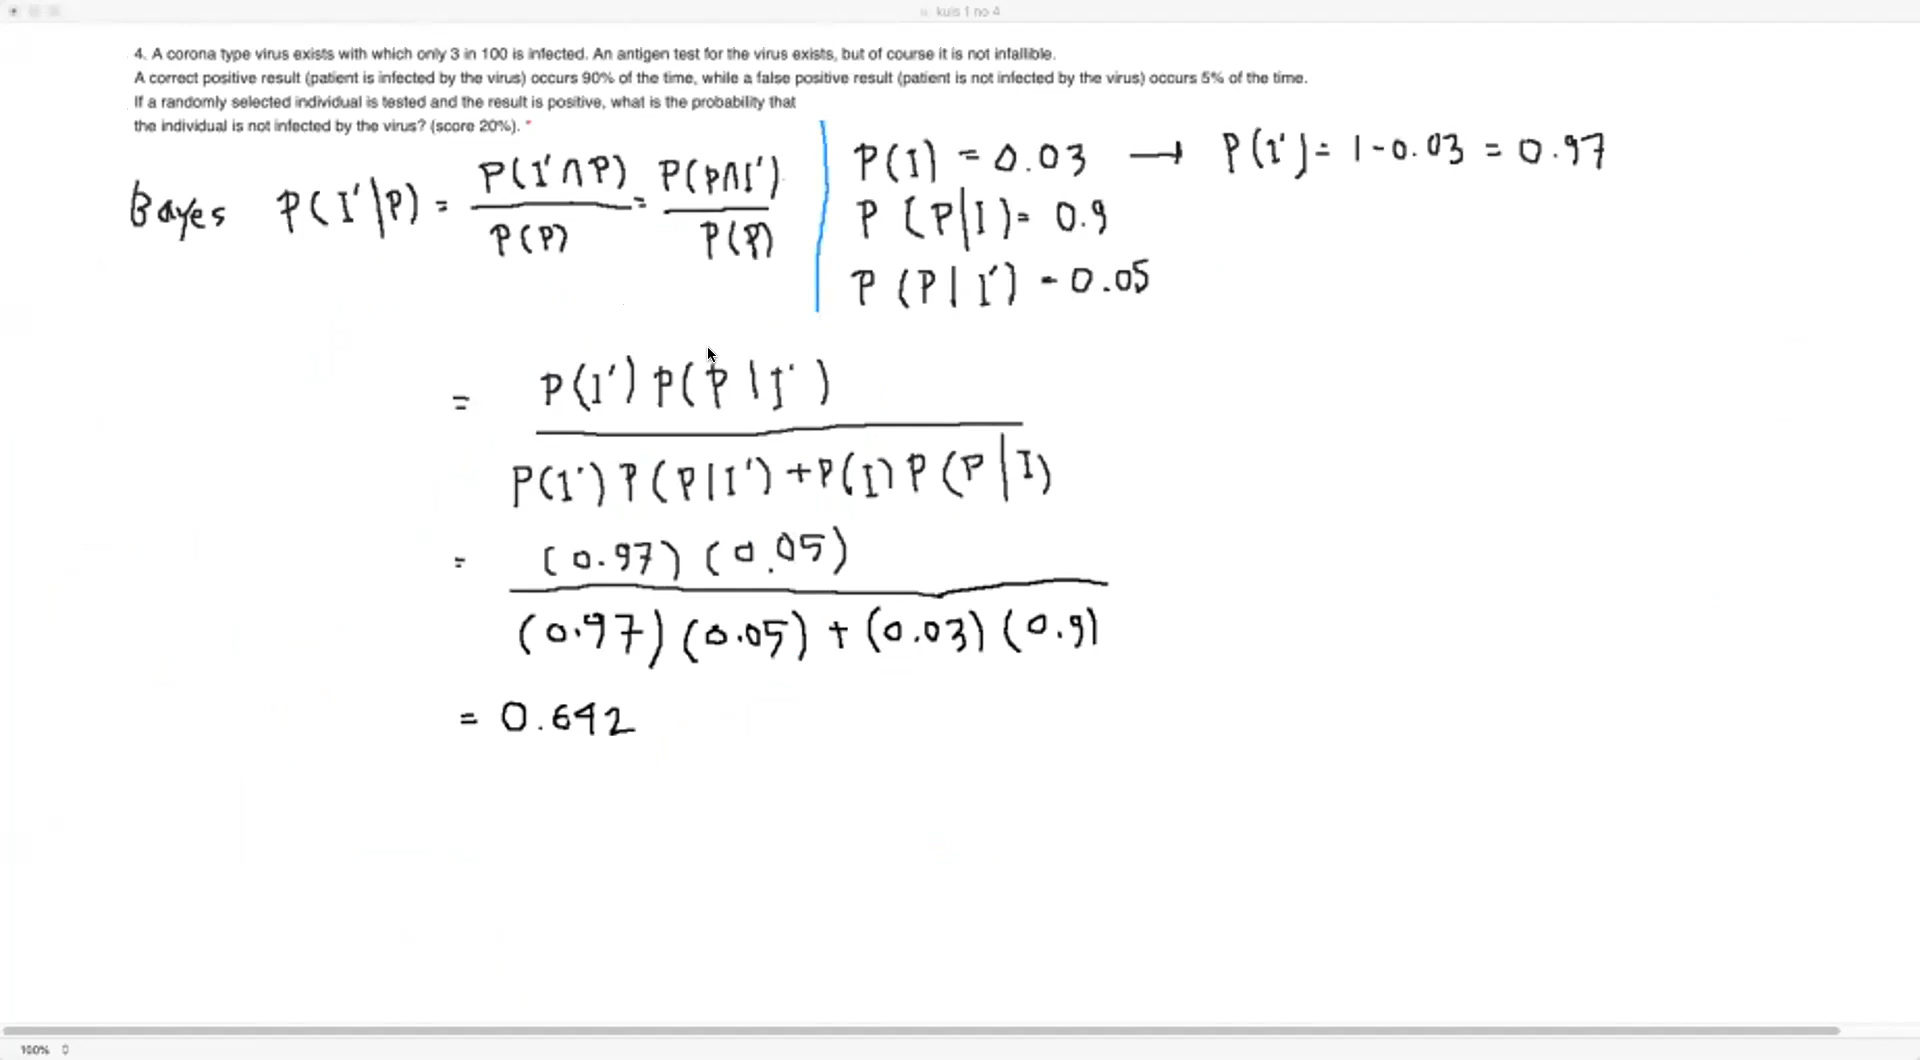 kuis 1 no 4
4. A corona type virus exists with which only 3 in 100 is infected. An antigen test for the virus exists, but of course it is not infallible.
A correct positive result (patient is infected by the virus) occurs 90% of the time, while a false positive result (patient is not infected by the virus) occurs 5% of the time.
If a randomly selected individual is tested and the result is positive, what is the probability that
the individual is not infected by the virus? (score 20%). *
Bayes P(I'|P) = P(I'∩P) / P(P) = P(P∩I') / P(P)
P(I) = 0.03 → P(I') = 1-0.03 = 0.97
P(P|I) = 0.9
P(P|I') - 0.05
= P(I') P(P|I') / P(I') P(P|I') + P(I) P(P|I)
= (0.97) (0.05) / (0.97) (0.05) + (0.03) (0.9)
= 0.642
100%